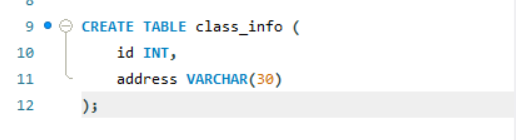 9 CREATE TABLE class_info (
10 id INT,
11 address VARCHAR(30)
12 );